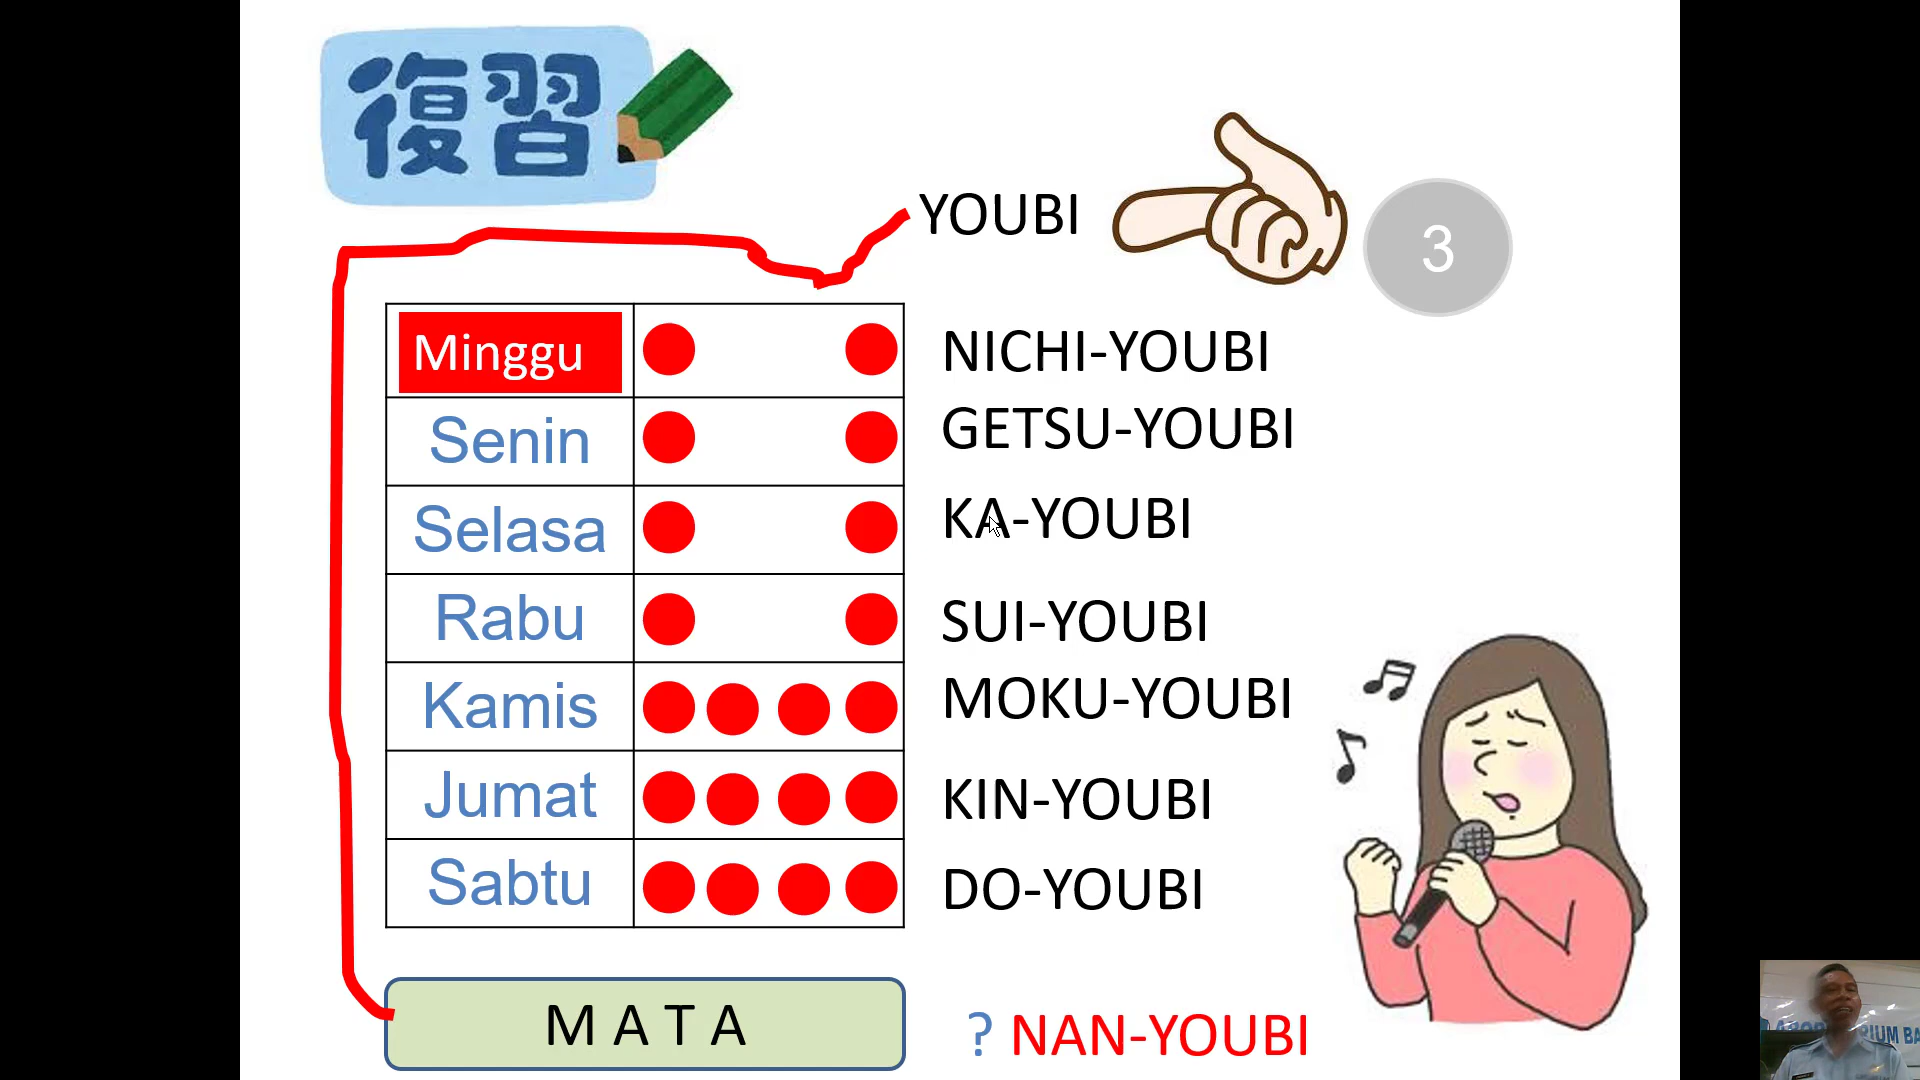 復習
YOUBI
3
Minggu NICHI-YOUBI
Senin GETSU-YOUBI
Selasa KA-YOUBI
Rabu SUI-YOUBI
Kamis MOKU-YOUBI
Jumat KIN-YOUBI
Sabtu DO-YOUBI
M A T A
? NAN-YOUBI